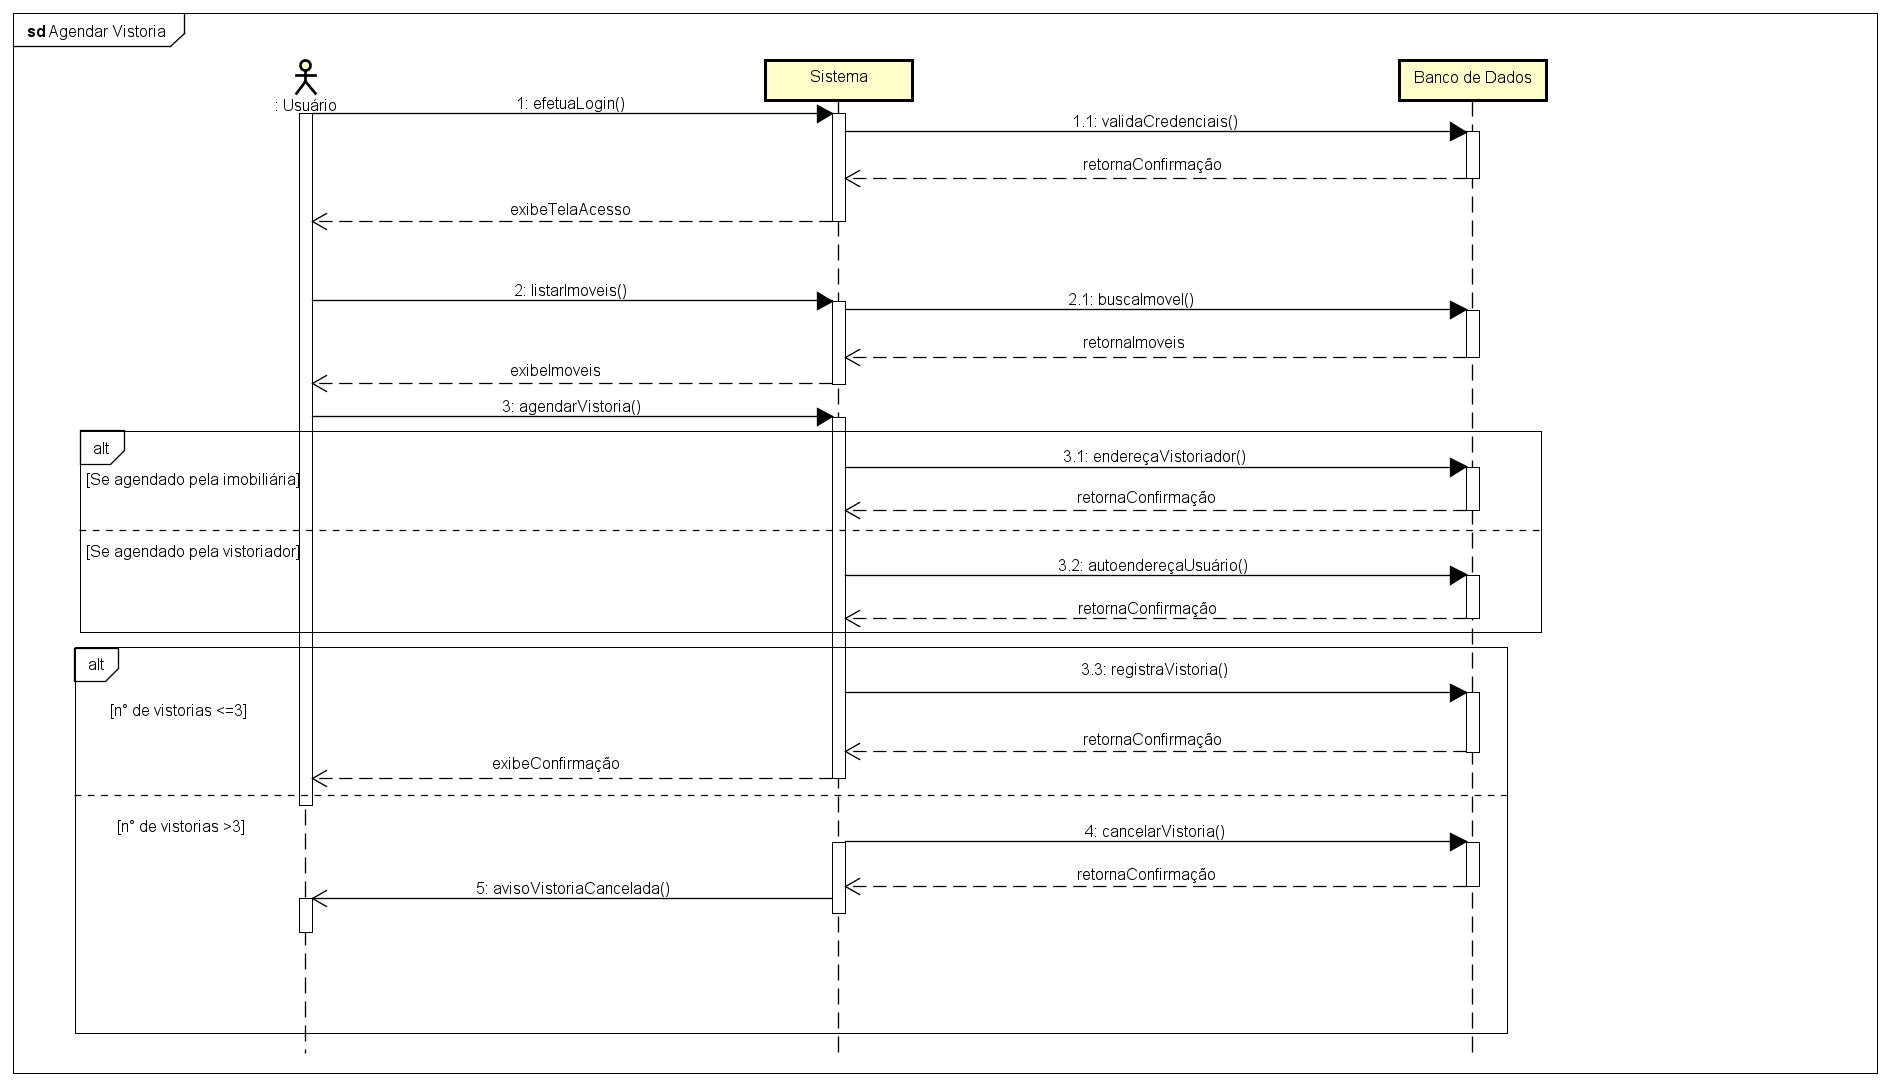 sd Agendar Vistoria
: Usuário
Sistema
Banco de Dados
1: efetuaLogin()
1.1: validaCredenciais()
retornaConfirmação
exibeTelaAcesso
2: listarImoveis()
2.1: buscaImovel()
retornaImoveis
exibeImoveis
3: agendarVistoria()
alt
3.1: endereçaVistoriador()
[Se agendado pela imobiliária]
retornaConfirmação
[Se agendado pela vistoriador]
3.2: autoendereçaUsuário()
retornaConfirmação
alt
3.3: registraVistoria()
[n° de vistorias <=3]
retornaConfirmação
exibeConfirmação
[n° de vistorias >3]
4: cancelarVistoria()
retornaConfirmação
5: avisoVistoriaCancelada()